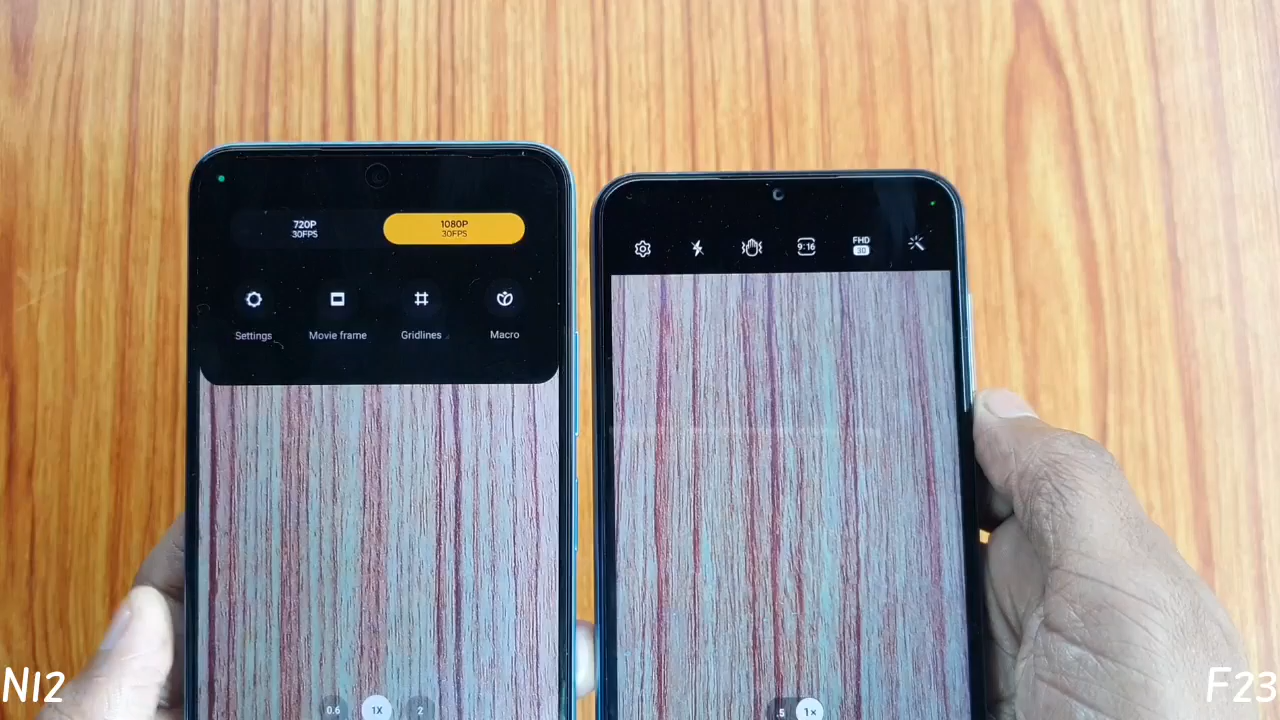 720P
30FPS
1080P
30FPS
Settings
Movie frame
Gridlines
Macro
0.6
1X
2
9:16
FHD
30
.5
1×
N12
F23